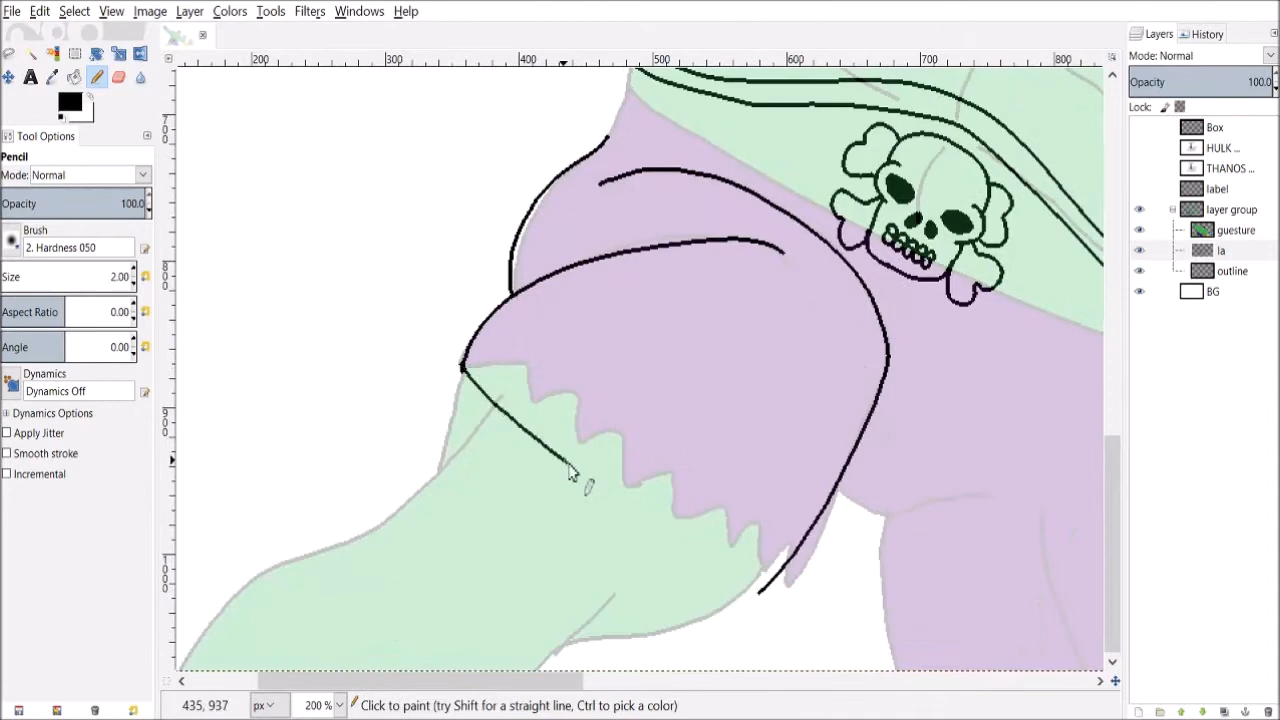 File Edit Select View Image Layer Colors Tools Filters Windows Help
Layers History
Mode: Normal
Opacity 100.0
Lock:
Box
HULK ...
THANOS ...
label
layer group
guesture
la
outline
BG
200 300 400 500 600 700 800
700
800
900
1000
Tool Options
Pencil
Mode: Normal
Opacity 100.0
Brush
2. Hardness 050
Size 2.00
Aspect Ratio 0.00
Angle 0.00
Dynamics
Dynamics Off
Dynamics Options
Apply Jitter
Smooth stroke
Incremental
435, 937 px 200 % Click to paint (try Shift for a straight line, Ctrl to pick a color)